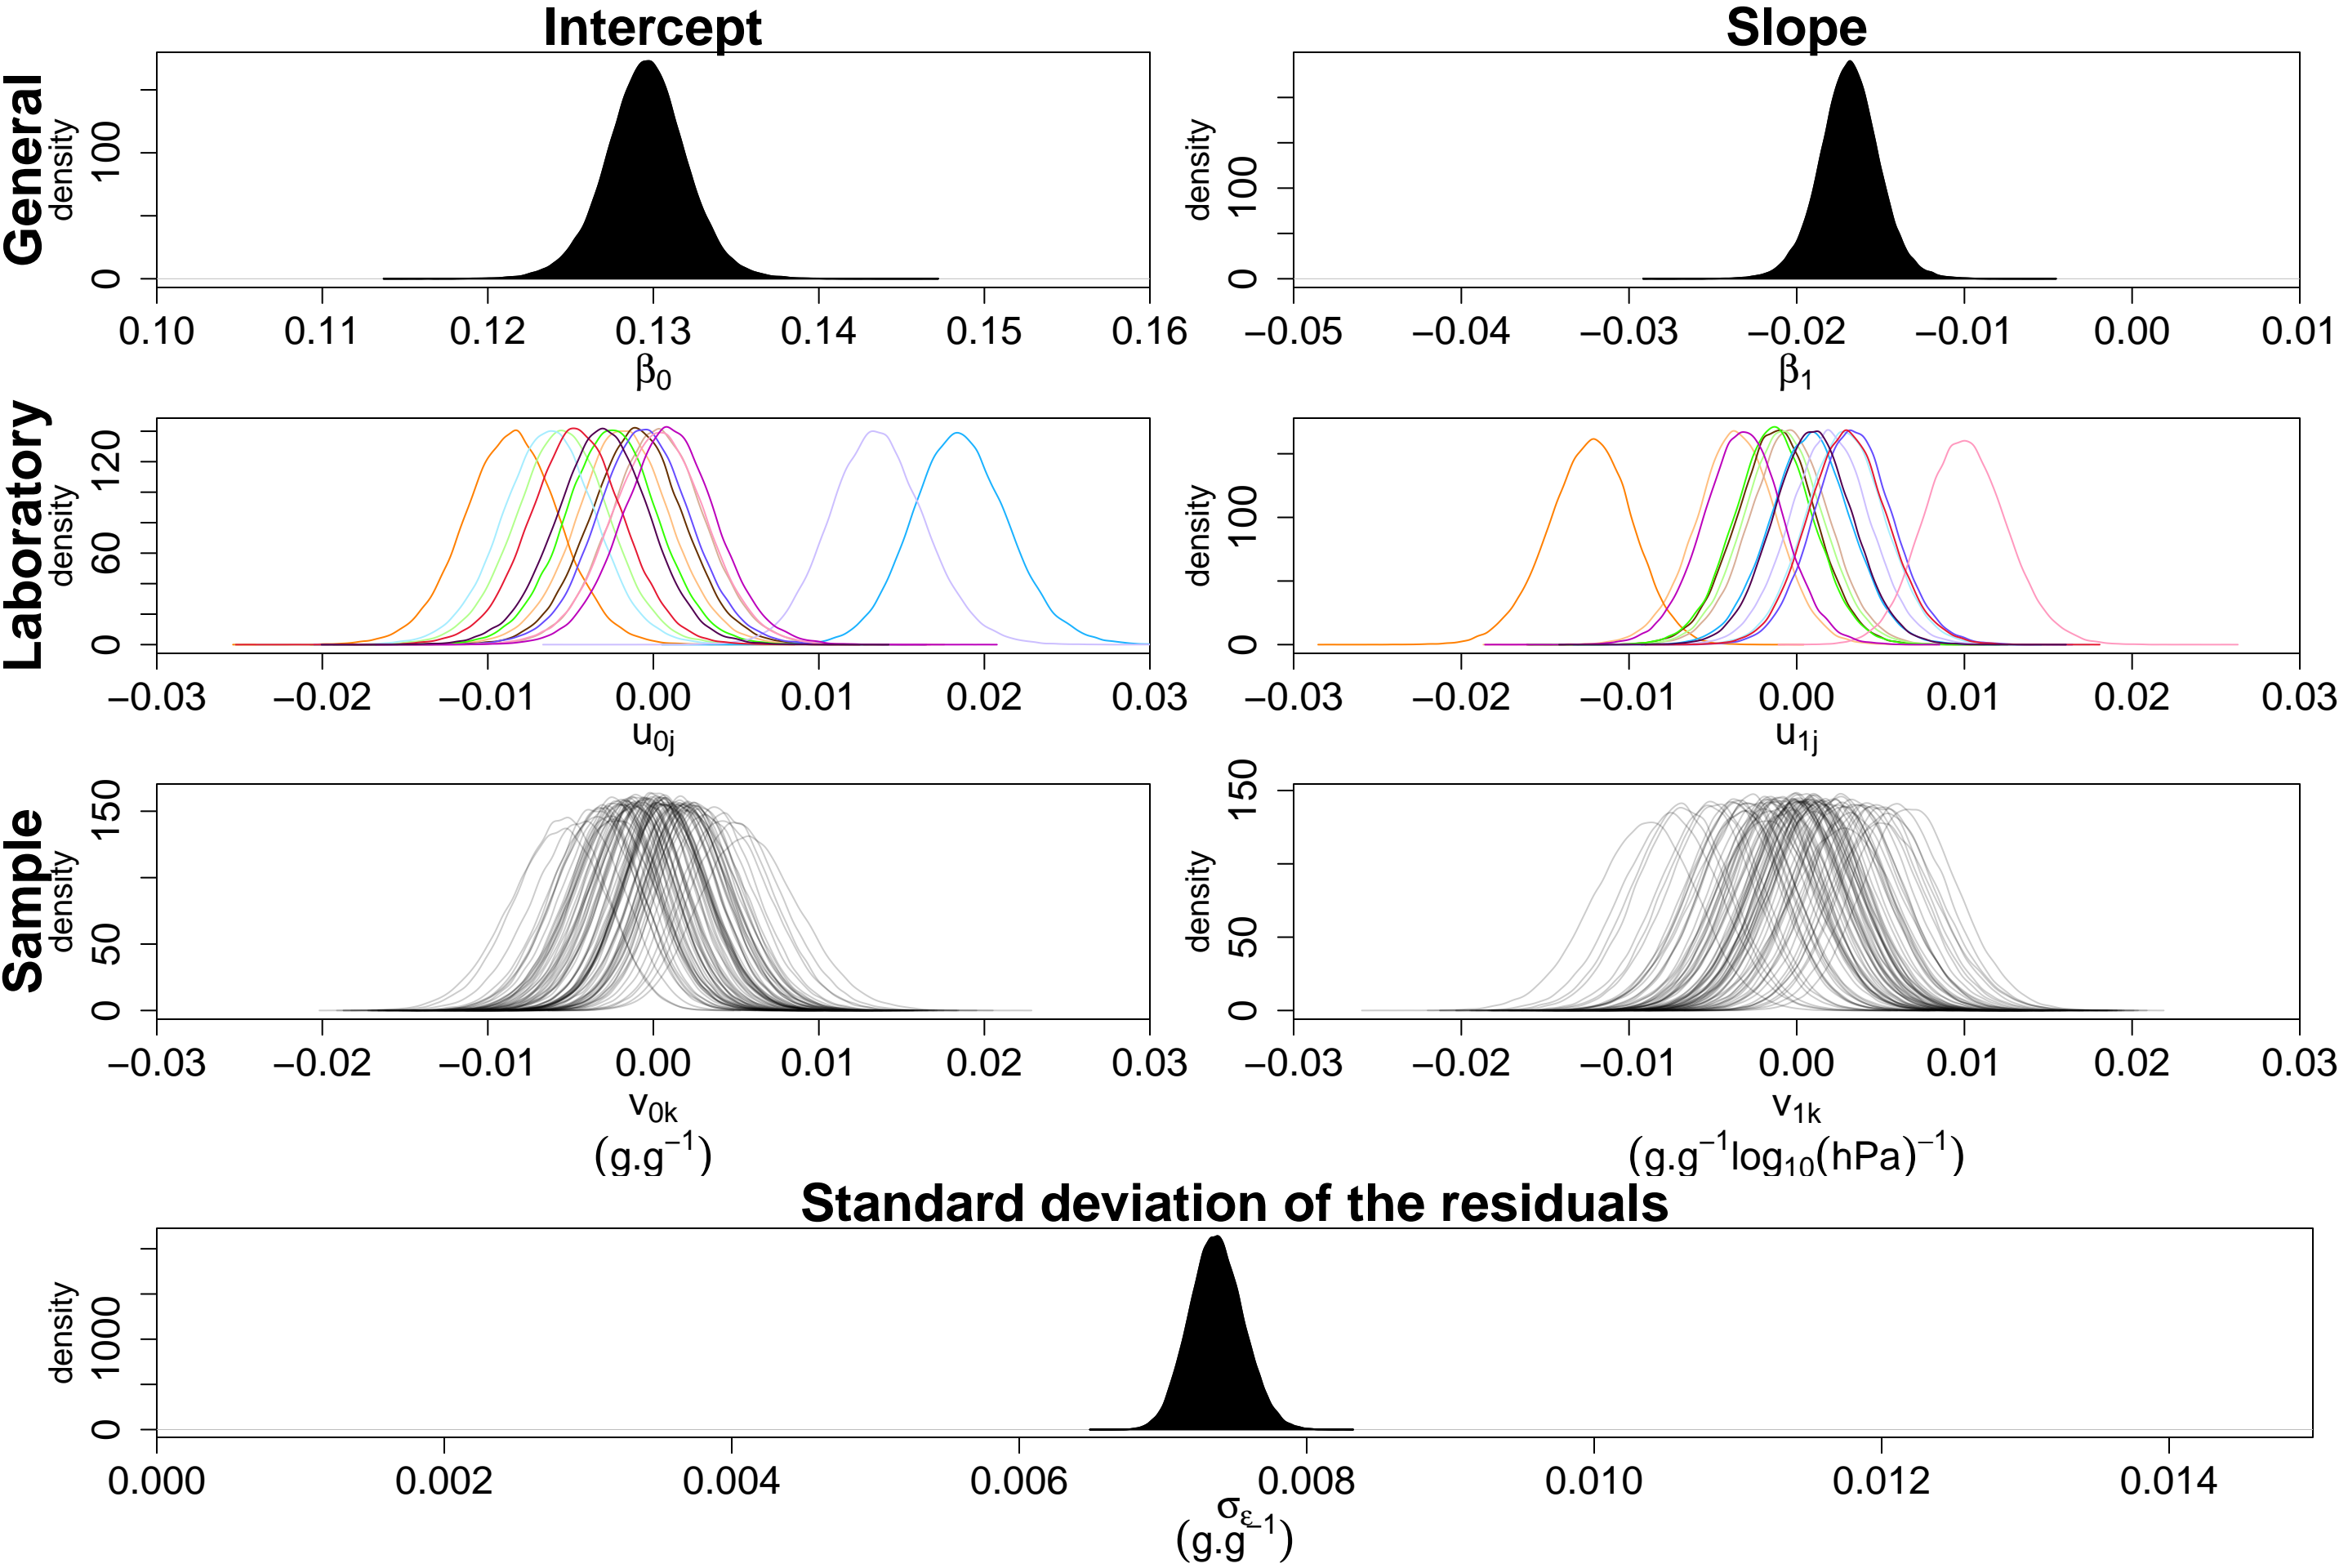 Intercept
Slope
General
density
0 100
0.10 0.11 0.12 0.13 0.14 0.15 0.16
β0
density
0 100
−0.05 −0.04 −0.03 −0.02 −0.01 0.00 0.01
β1
Laboratory
density
0 60 120
−0.03 −0.02 −0.01 0.00 0.01 0.02 0.03
u0j
density
0 100
−0.03 −0.02 −0.01 0.00 0.01 0.02 0.03
u1j
Sample
density
0 50 150
−0.03 −0.02 −0.01 0.00 0.01 0.02 0.03
v0k
(g.g−1)
density
0 50 150
−0.03 −0.02 −0.01 0.00 0.01 0.02 0.03
v1k
(g.g−1log10(hPa)−1)
Standard deviation of the residuals
density
0 1000
0.000 0.002 0.004 0.006 0.008 0.010 0.012 0.014
σε
(g.g−1)